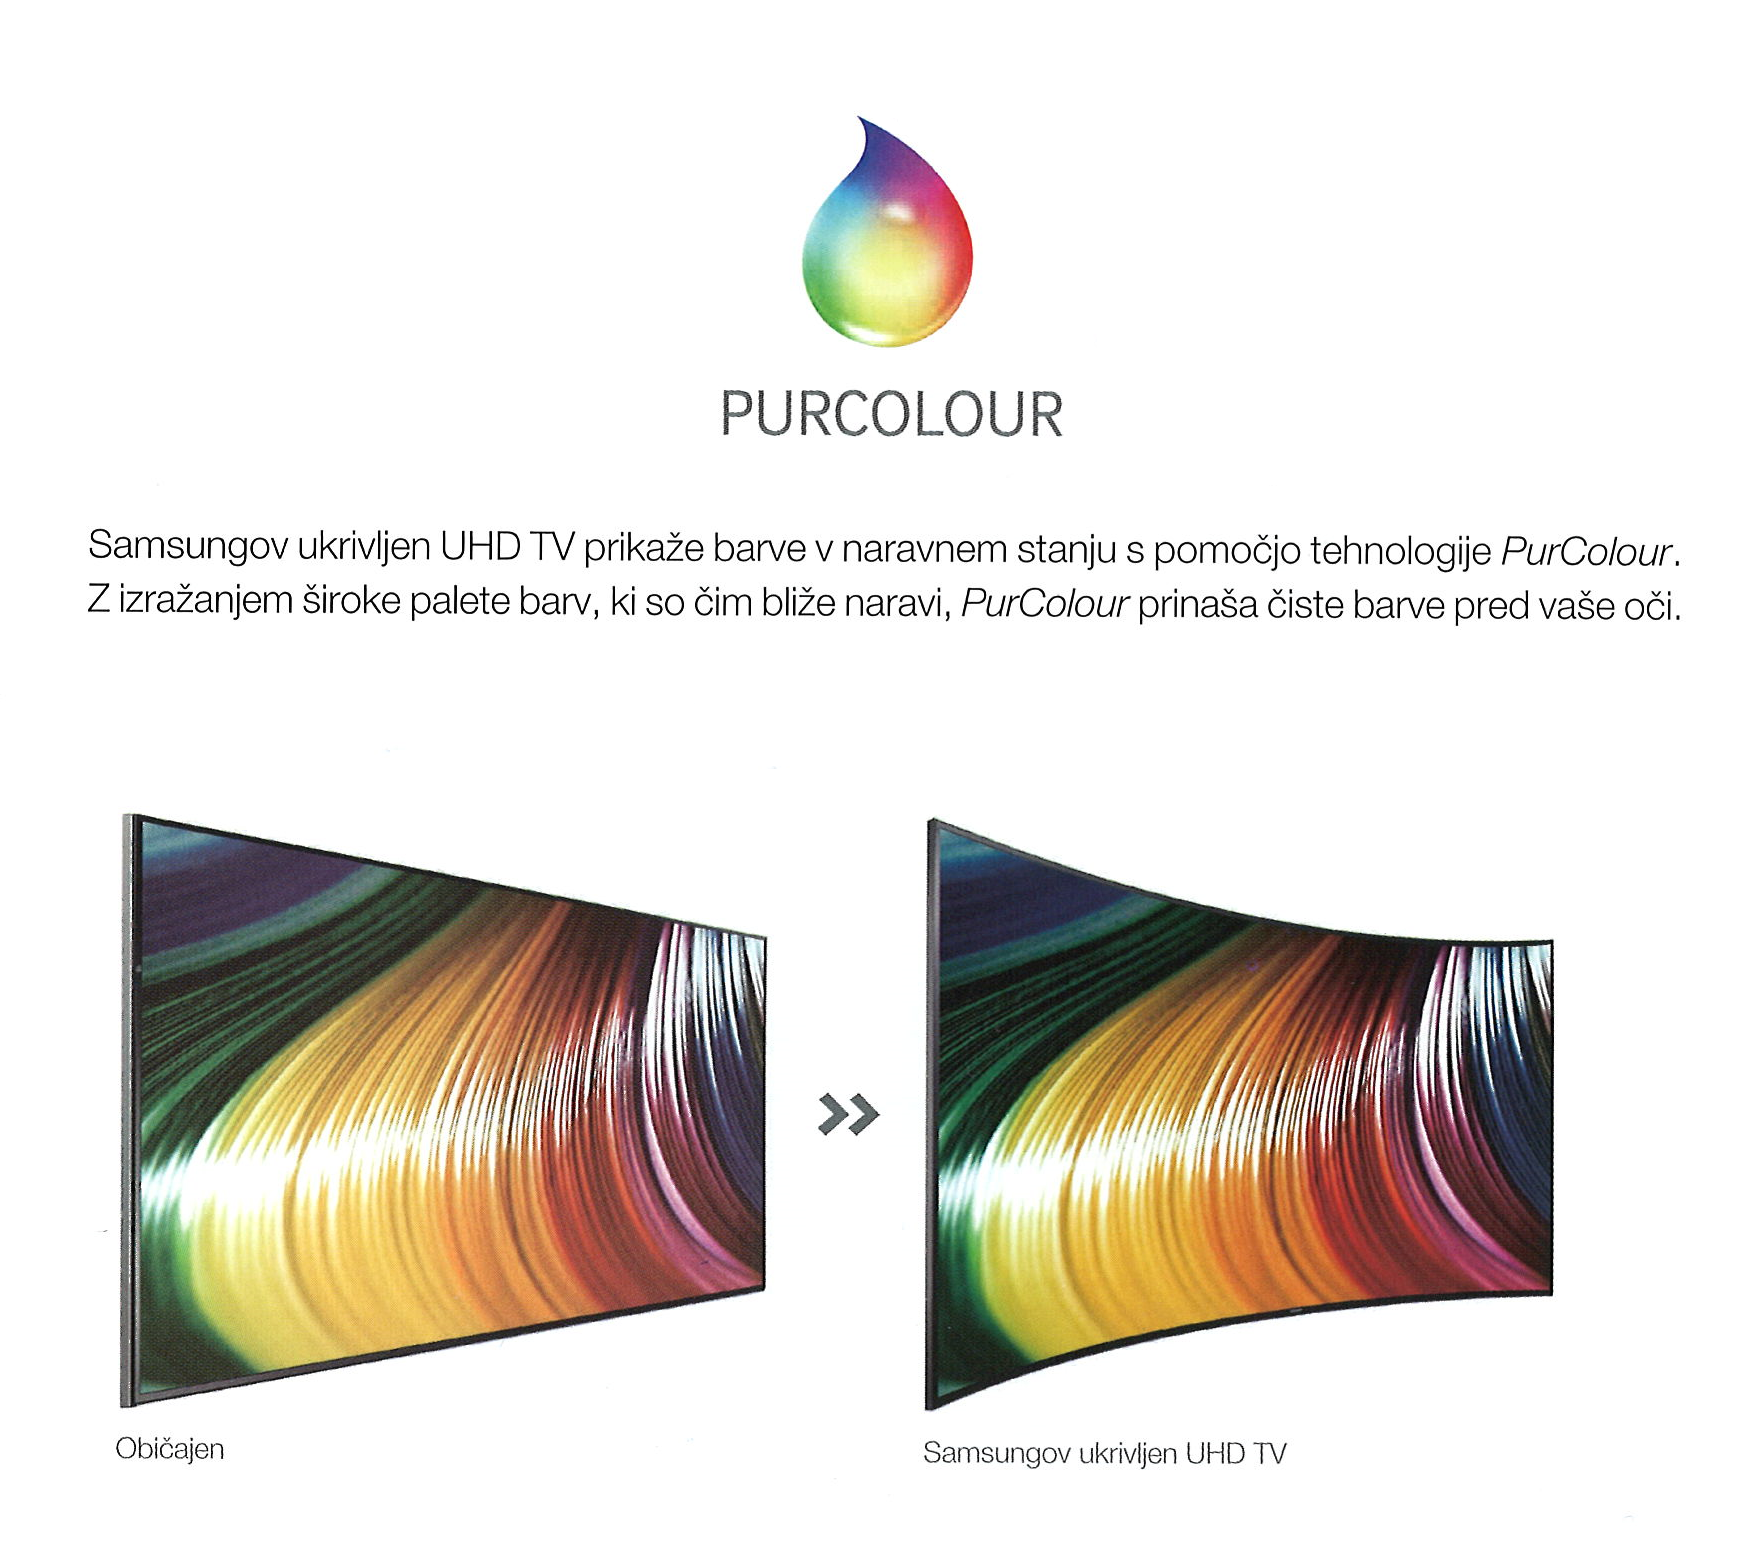 PURCOLOUR
Samsungov ukrivljen UHD TV prikaže barve v naravnem stanju s pomočjo tehnologije PurColour.
Z izražanjem široke palete barv, ki so čim bliže naravi, PurColour prinaša čiste barve pred vaše oči.
Običajen
Samsungov ukrivljen UHD TV